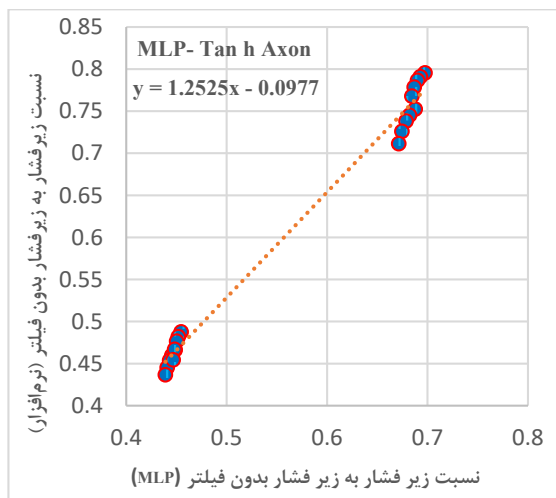 MLP- Tan h Axon
y = 1.2525x - 0.0977
0.85
0.8
0.75
0.7
0.65
0.6
0.55
0.5
0.45
0.4
0.4 0.5 0.6 0.7 0.8
نسبت زیرفشار به زیرفشار بدون فیلتر (نرم‌افزار)
نسبت زیر فشار به زیر فشار بدون فیلتر (MLP)